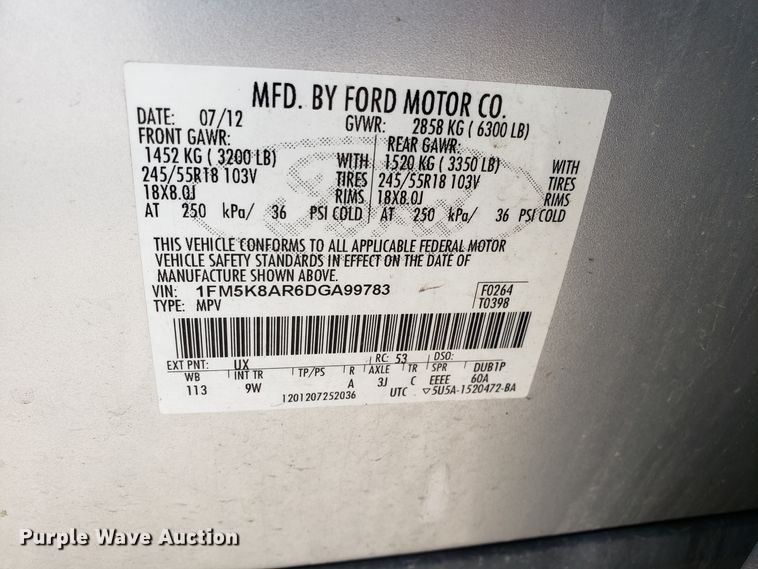 MFD. BY FORD MOTOR CO.
DATE: 07/12 GVWR: 2858 KG ( 6300 LB)
FRONT GAWR: REAR GAWR:
1452 KG ( 3200 LB) WITH 1520 KG ( 3350 LB) WITH
245/55R18 103V TIRES 245/55R18 103V TIRES
18X8.0J RIMS 18X8.0J RIMS
AT 250 kPa/ 36 PSI COLD AT 250 kPa/ 36 PSI COLD
THIS VEHICLE CONFORMS TO ALL APPLICABLE FEDERAL MOTOR
VEHICLE SAFETY STANDARDS IN EFFECT ON THE DATE OF
MANUFACTURE SHOWN ABOVE.
VIN: 1FM5K8AR6DGA99783 F0264
TYPE: MPV T0398
EXT PNT: UX RC: 53 DSO:
WB INT TR TP/PS R AXLE TR SPR DUB1P
113 9W A 3J C EEEE 60A
1201207252036 UTC ▽5U5A-1520472-BA
Purple Wave Auction